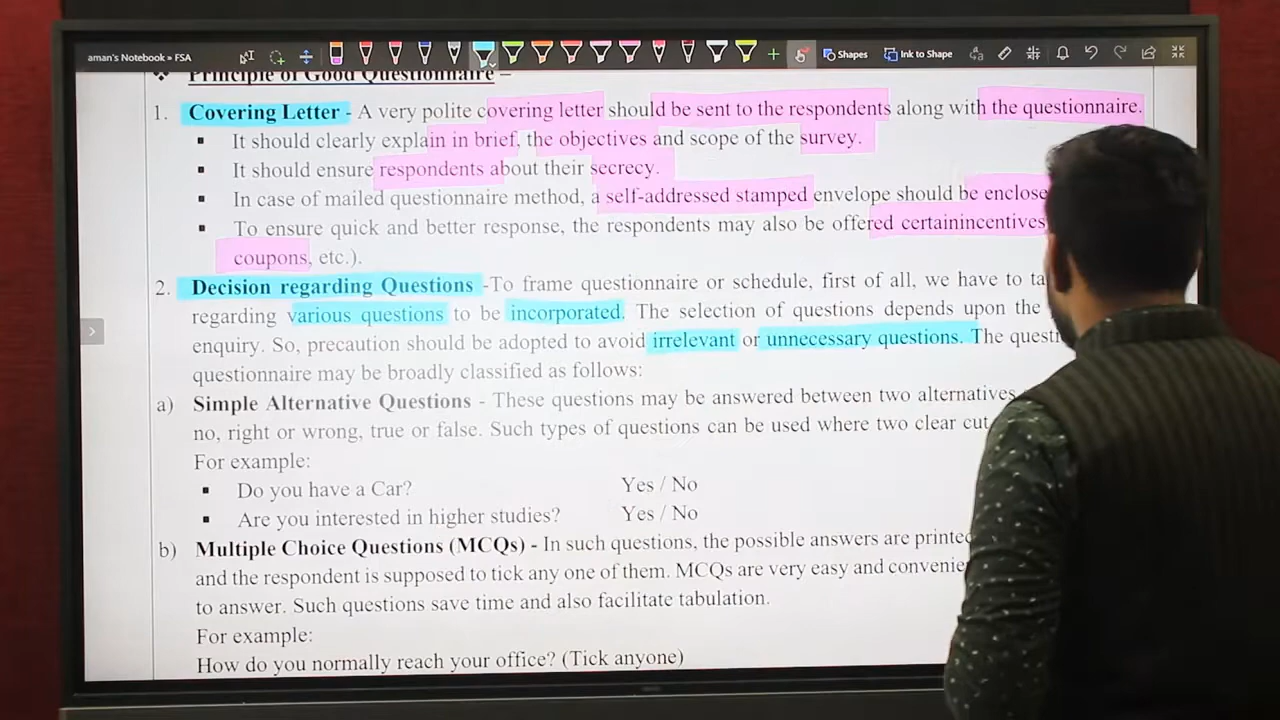 aman's Notebook » FSA
Shapes
Ink to Shape
❖ Principle of Good Questionnaire –
1. Covering Letter - A very polite covering letter should be sent to the respondents along with the questionnaire.
▪ It should clearly explain in brief, the objectives and scope of the survey.
▪ It should ensure respondents about their secrecy.
▪ In case of mailed questionnaire method, a self-addressed stamped envelope should be enclose
▪ To ensure quick and better response, the respondents may also be offered certainincentives
coupons, etc.).
2. Decision regarding Questions -To frame questionnaire or schedule, first of all, we have to ta
regarding various questions to be incorporated. The selection of questions depends upon the
enquiry. So, precaution should be adopted to avoid irrelevant or unnecessary questions. The questi
questionnaire may be broadly classified as follows:
a) Simple Alternative Questions - These questions may be answered between two alternatives
no, right or wrong, true or false. Such types of questions can be used where two clear cut
For example:
▪ Do you have a Car? Yes / No
▪ Are you interested in higher studies? Yes / No
b) Multiple Choice Questions (MCQs) - In such questions, the possible answers are printed
and the respondent is supposed to tick any one of them. MCQs are very easy and convenie
to answer. Such questions save time and also facilitate tabulation.
For example:
How do you normally reach your office? (Tick anyone)